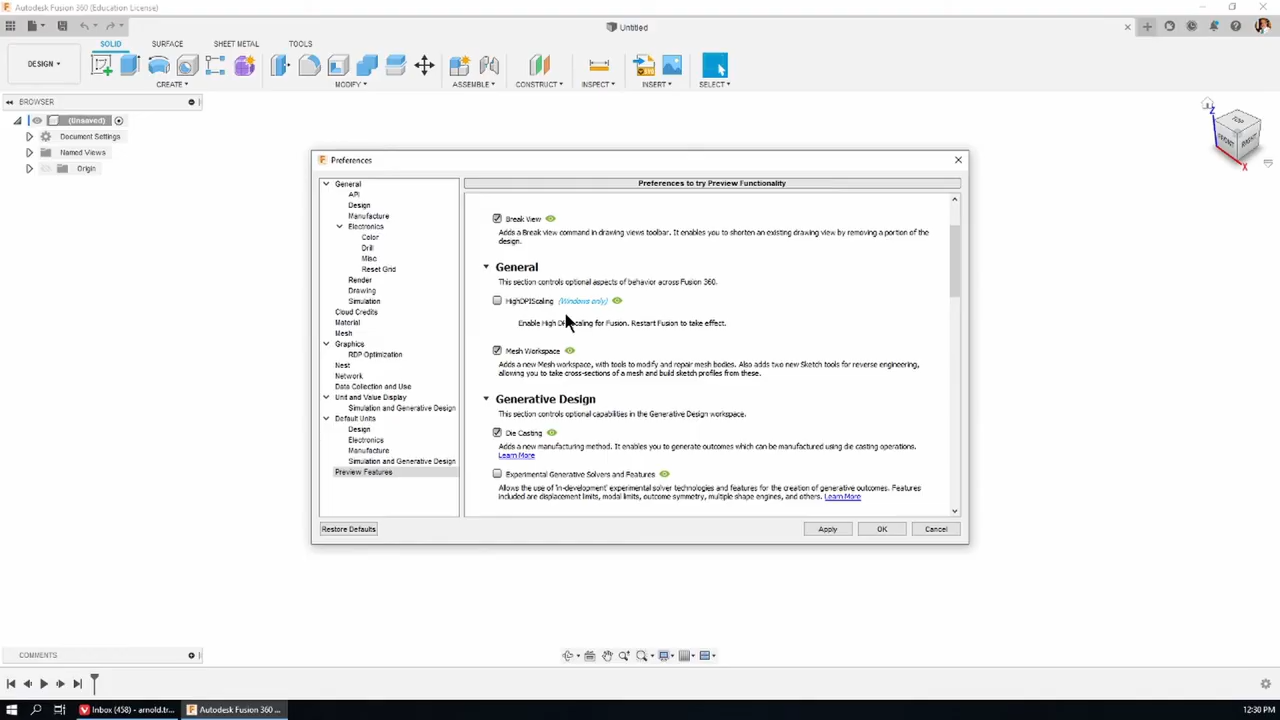 Autodesk Fusion 360 (Education License)
Untitled
DESIGN
SOLID
SURFACE
SHEET METAL
TOOLS
CREATE
MODIFY
ASSEMBLE
CONSTRUCT
INSPECT
INSERT
SELECT
BROWSER
(Unsaved)
Document Settings
Named Views
Origin
TOP
FRONT
RIGHT
Z
X
Preferences
General
API
Design
Manufacture
Electronics
Color
Drill
Misc
Reset Grid
Render
Drawing
Simulation
Cloud Credits
Material
Mesh
Graphics
RDP Optimization
Nest
Network
Data Collection and Use
Unit and Value Display
Simulation and Generative Design
Default Units
Design
Electronics
Manufacture
Simulation and Generative Design
Preview Features
Preferences to try Preview Functionality
Break View
Adds a Break view command in drawing views toolbar. It enables you to shorten an existing drawing view by removing a portion of the
design.
General
This section controls optional aspects of behavior across Fusion 360.
HighDPIScaling (Windows only)
Enable High DPI Scaling for Fusion. Restart Fusion to take effect.
Mesh Workspace
Adds a new Mesh workspace, with tools to modify and repair mesh bodies. Also adds two new Sketch tools for reverse engineering,
allowing you to take cross-sections of a mesh and build sketch profiles from these.
Generative Design
This section controls optional capabilities in the Generative Design workspace.
Die Casting
Adds a new manufacturing method. It enables you to generate outcomes which can be manufactured using die casting operations.
Learn More
Experimental Generative Solvers and Features
Allows the use of 'in-development' experimental solver technologies and features for the creation of generative outcomes. Features
included are displacement limits, modal limits, outcome symmetry, multiple shape engines, and others. Learn More
Restore Defaults
Apply
OK
Cancel
COMMENTS
Inbox (458) - arnold.tr...
Autodesk Fusion 360 ...
12:30 PM